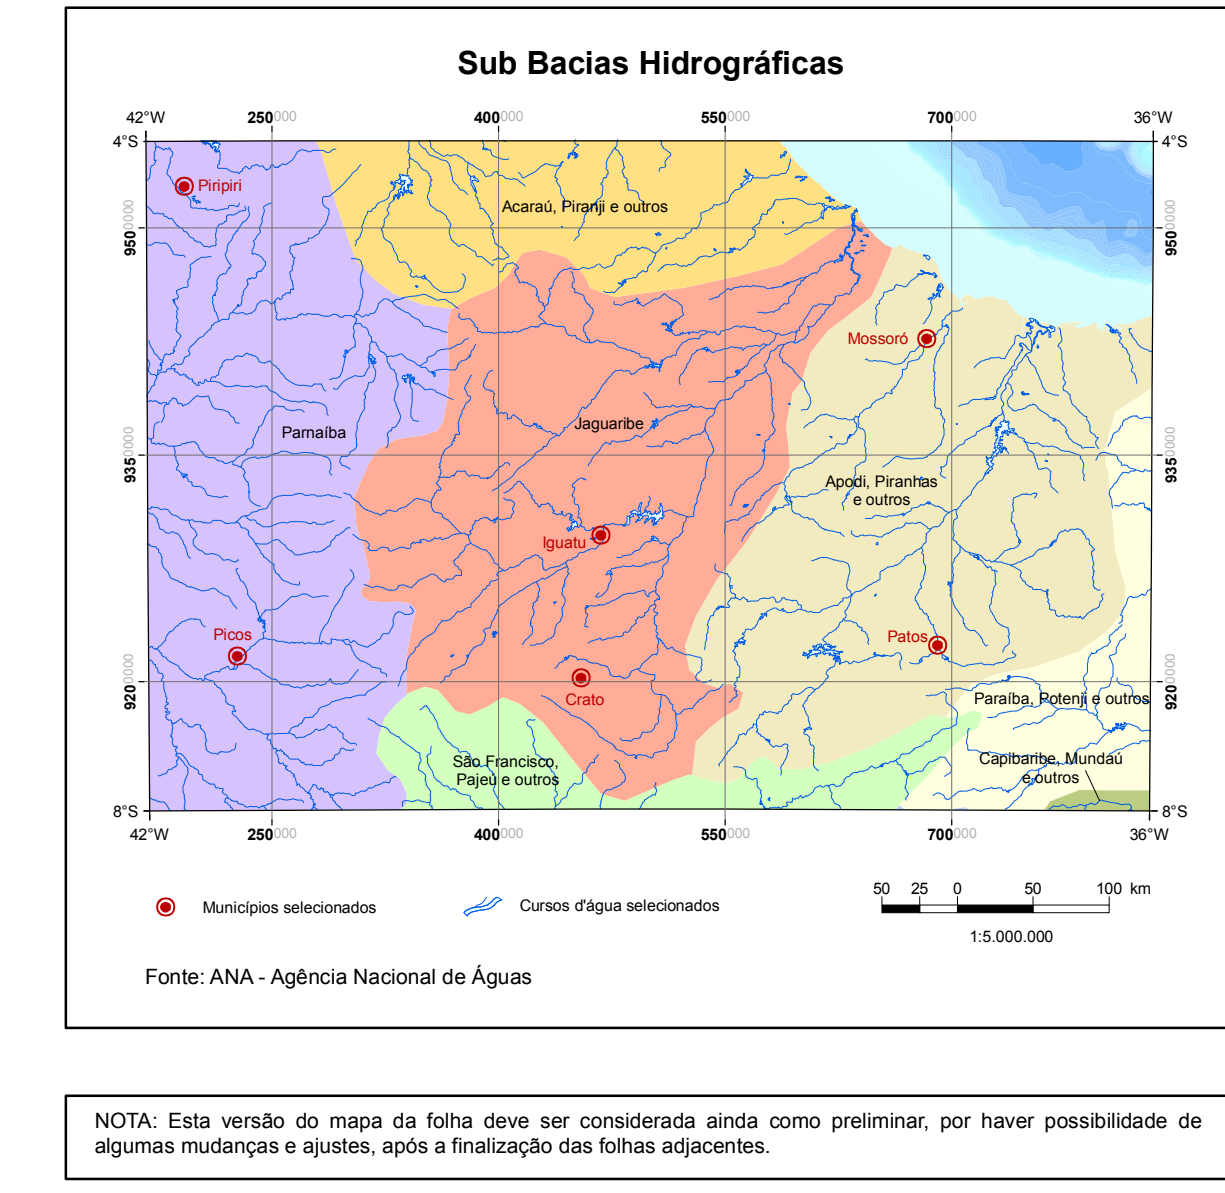 Sub Bacias Hidrográficas
42°W 250000 400000 550000 700000 36°W
4°S 4°S
Piripiri
Acaraú, Piranji e outros
9500000 9500000
Mossoró
Jaguaribe
Parnaíba
9350000 9350000
Apodi, Piranhas
e outros
Iguatu
Picos
Patos
9200000 9200000
Crato
Paraíba, Potenji e outros
São Francisco,
Pajeú e outros
Capibaribe, Mundaú
e outros
8°S 8°S
42°W 250000 400000 550000 700000 36°W
50 25 0 50 100 km
Municípios selecionados
Cursos d'água selecionados
1:5.000.000
Fonte: ANA - Agência Nacional de Águas
NOTA: Esta versão do mapa da folha deve ser considerada ainda como preliminar, por haver possibilidade de
algumas mudanças e ajustes, após a finalização das folhas adjacentes.